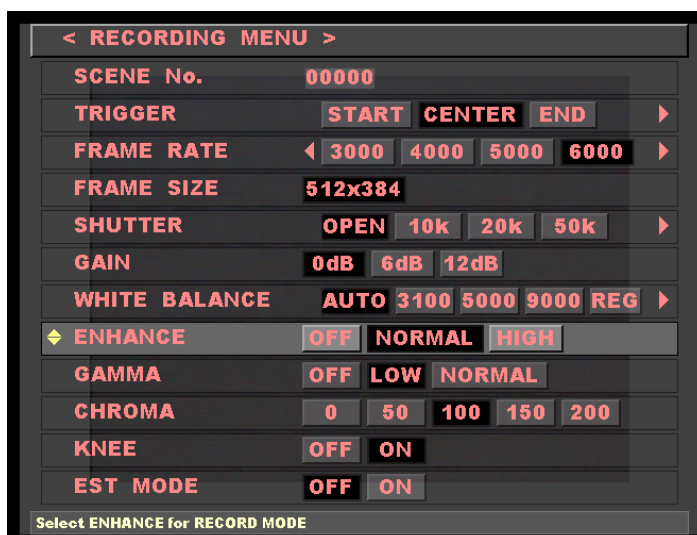 < RECORDING MENU >
SCENE No. 00000
TRIGGER START CENTER END
FRAME RATE 3000 4000 5000 6000
FRAME SIZE 512x384
SHUTTER OPEN 10k 20k 50k
GAIN 0dB 6dB 12dB
WHITE BALANCE AUTO 3100 5000 9000 REG
ENHANCE OFF NORMAL HIGH
GAMMA OFF LOW NORMAL
CHROMA 0 50 100 150 200
KNEE OFF ON
EST MODE OFF ON
Select ENHANCE for RECORD MODE